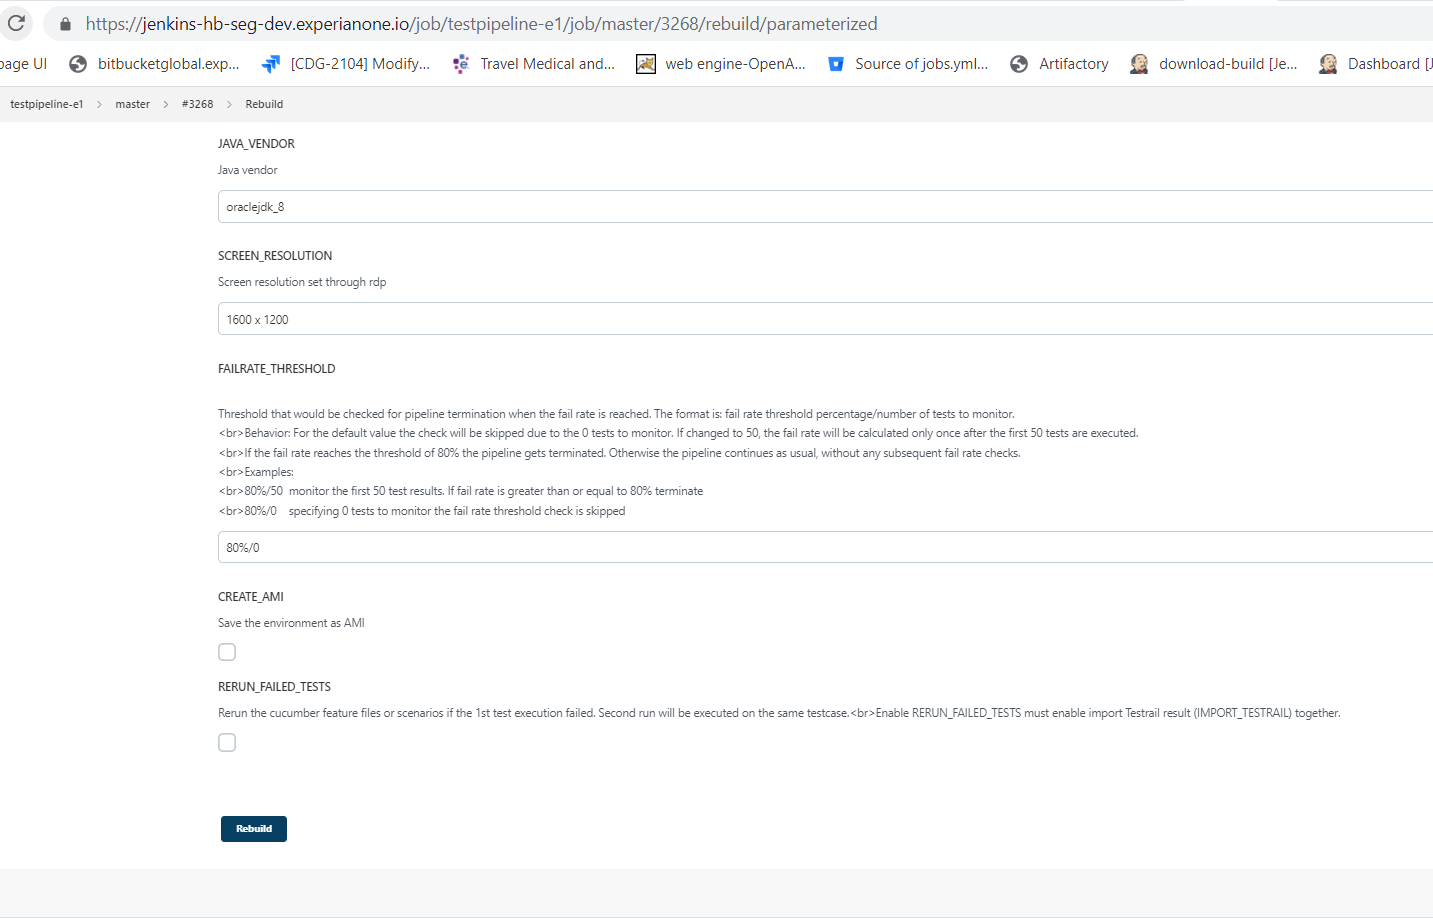 https://jenkins-hb-seg-dev.experianone.io/job/testpipeline-e1/job/master/3268/rebuild/parameterized
page UI bitbucketglobal.exp... [CDG-2104] Modify... Travel Medical and... web engine-OpenA... Source of jobs.yml... Artifactory download-build [Je... Dashboard [J
testpipeline-e1 > master > #3268 > Rebuild
JAVA_VENDOR
Java vendor
oraclejdk_8
SCREEN_RESOLUTION
Screen resolution set through rdp
1600 x 1200
FAILRATE_THRESHOLD
Threshold that would be checked for pipeline termination when the fail rate is reached. The format is: fail rate threshold percentage/number of tests to monitor.
<br>Behavior: For the default value the check will be skipped due to the 0 tests to monitor. If changed to 50, the fail rate will be calculated only once after the first 50 tests are executed.
<br>If the fail rate reaches the threshold of 80% the pipeline gets terminated. Otherwise the pipeline continues as usual, without any subsequent fail rate checks.
<br>Examples:
<br>80%/50 monitor the first 50 test results. If fail rate is greater than or equal to 80% terminate
<br>80%/0 specifying 0 tests to monitor the fail rate threshold check is skipped
80%/0
CREATE_AMI
Save the environment as AMI
RERUN_FAILED_TESTS
Rerun the cucumber feature files or scenarios if the 1st test execution failed. Second run will be executed on the same testcase.<br>Enable RERUN_FAILED_TESTS must enable import Testrail result (IMPORT_TESTRAIL) together.
Rebuild